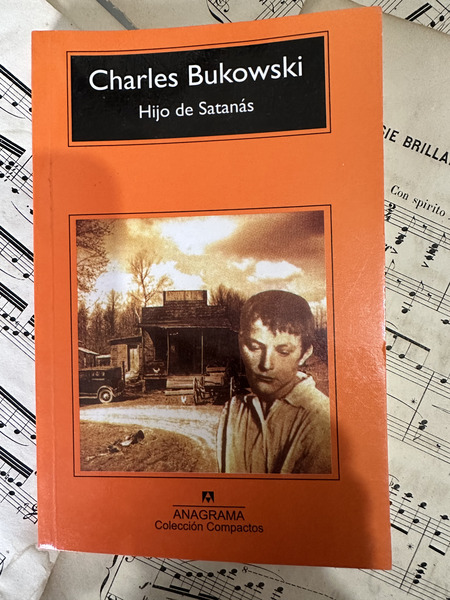 Charles Bukowski
Hijo de Satanás
ANAGRAMA
Colección Compactos
Con spirito